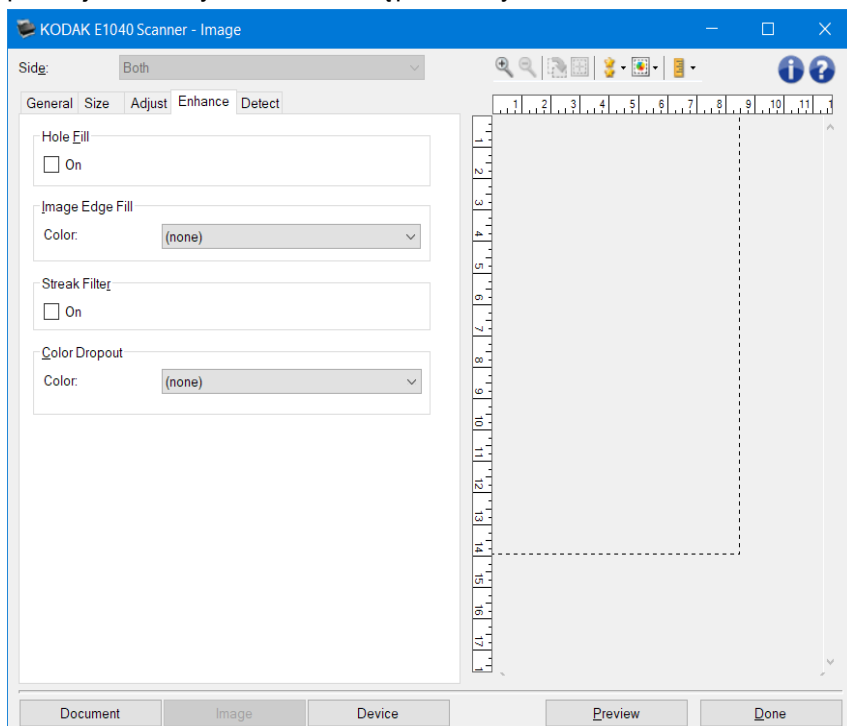 KODAK E1040 Scanner - Image
Side:
Both
General Size Adjust Enhance Detect
Hole Fill
On
Image Edge Fill
Color: (none)
Streak Filter
On
Color Dropout
Color: (none)
1 2 3 4 5 6 7 8 9 10 11 1
1
2
3
4
5
6
7
8
9
10
11
12
13
14
15
16
17
1
Document Image Device Preview Done